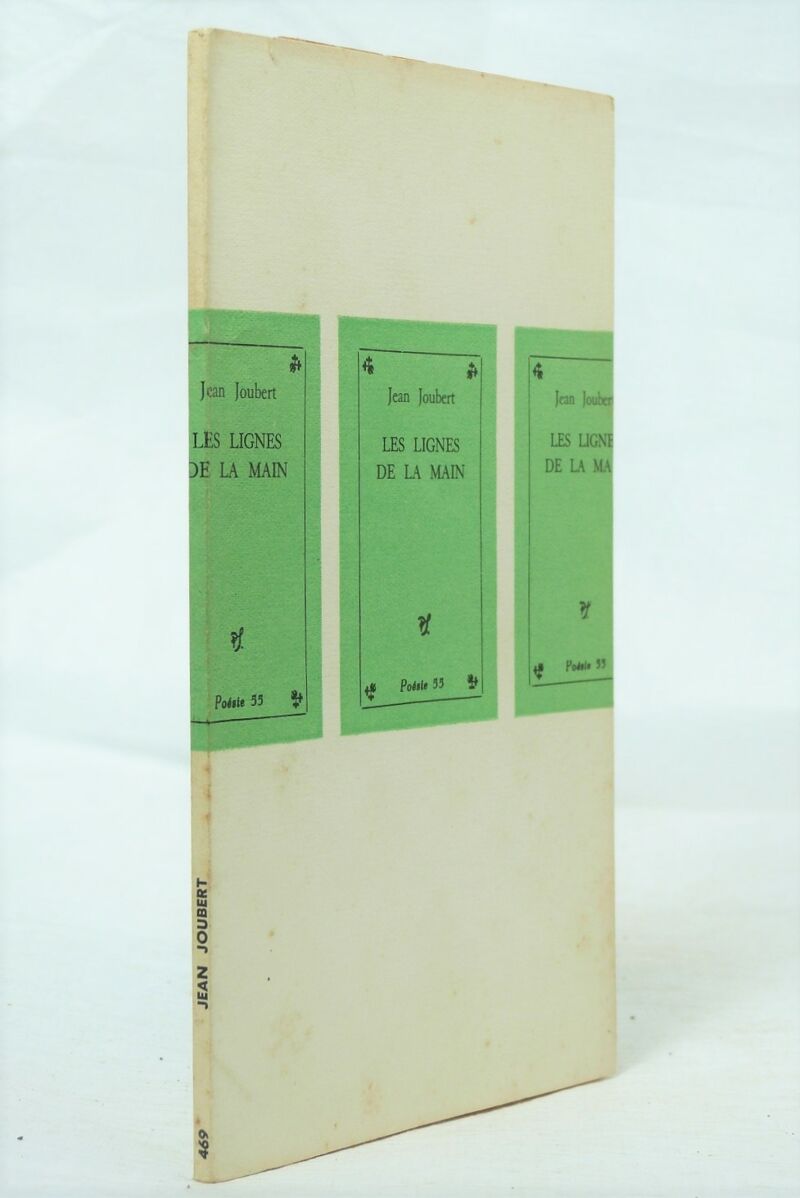 Jean Joubert
LES LIGNES
DE LA MAIN
Poésie 55
Jean Joubert
LES LIGNES
DE LA MAIN
Poésie 55
Jean Jouber
LES LIGNE
DE LA MA
Poésie 55
JEAN JOUBERT
469